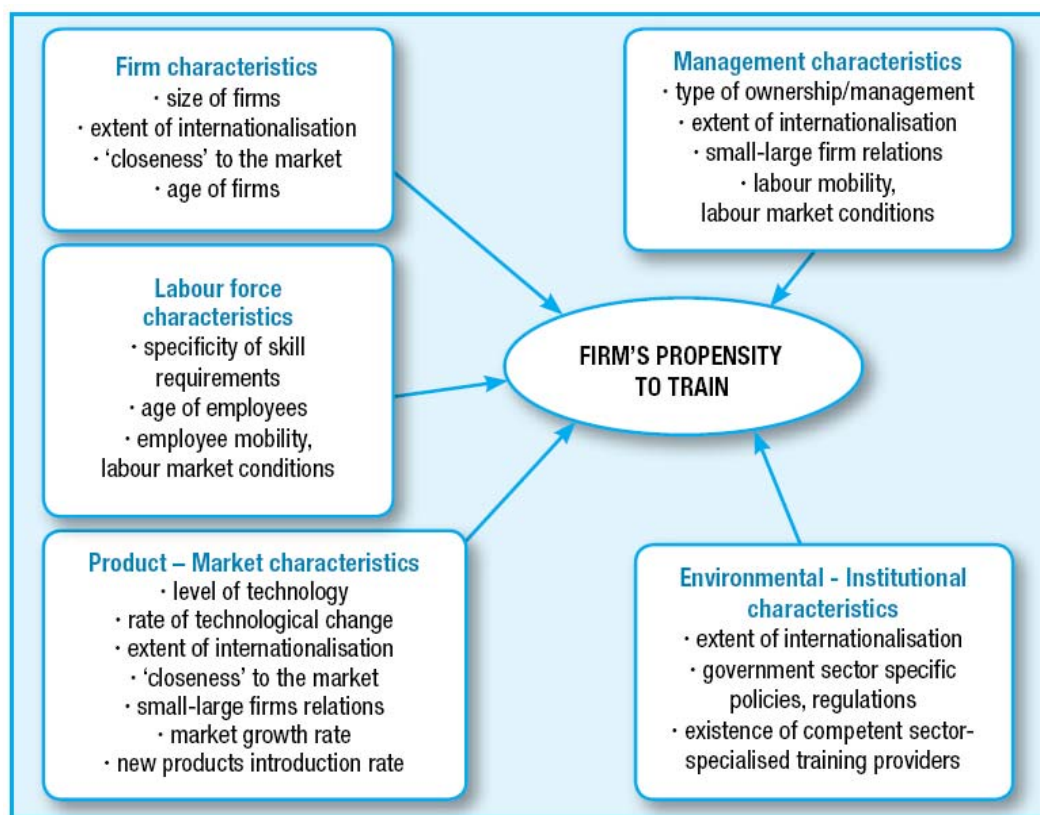 Firm characteristics
· size of firms
· extent of internationalisation
· ‘closeness’ to the market
· age of firms
Management characteristics
· type of ownership/management
· extent of internationalisation
· small-large firm relations
· labour mobility,
labour market conditions
Labour force
characteristics
· specificity of skill
requirements
· age of employees
· employee mobility,
labour market conditions
FIRM’S PROPENSITY
TO TRAIN
Product – Market characteristics
· level of technology
· rate of technological change
· extent of internationalisation
· ‘closeness’ to the market
· small-large firms relations
· market growth rate
· new products introduction rate
Environmental - Institutional
characteristics
· extent of internationalisation
· government sector specific
policies, regulations
· existence of competent sector-
specialised training providers